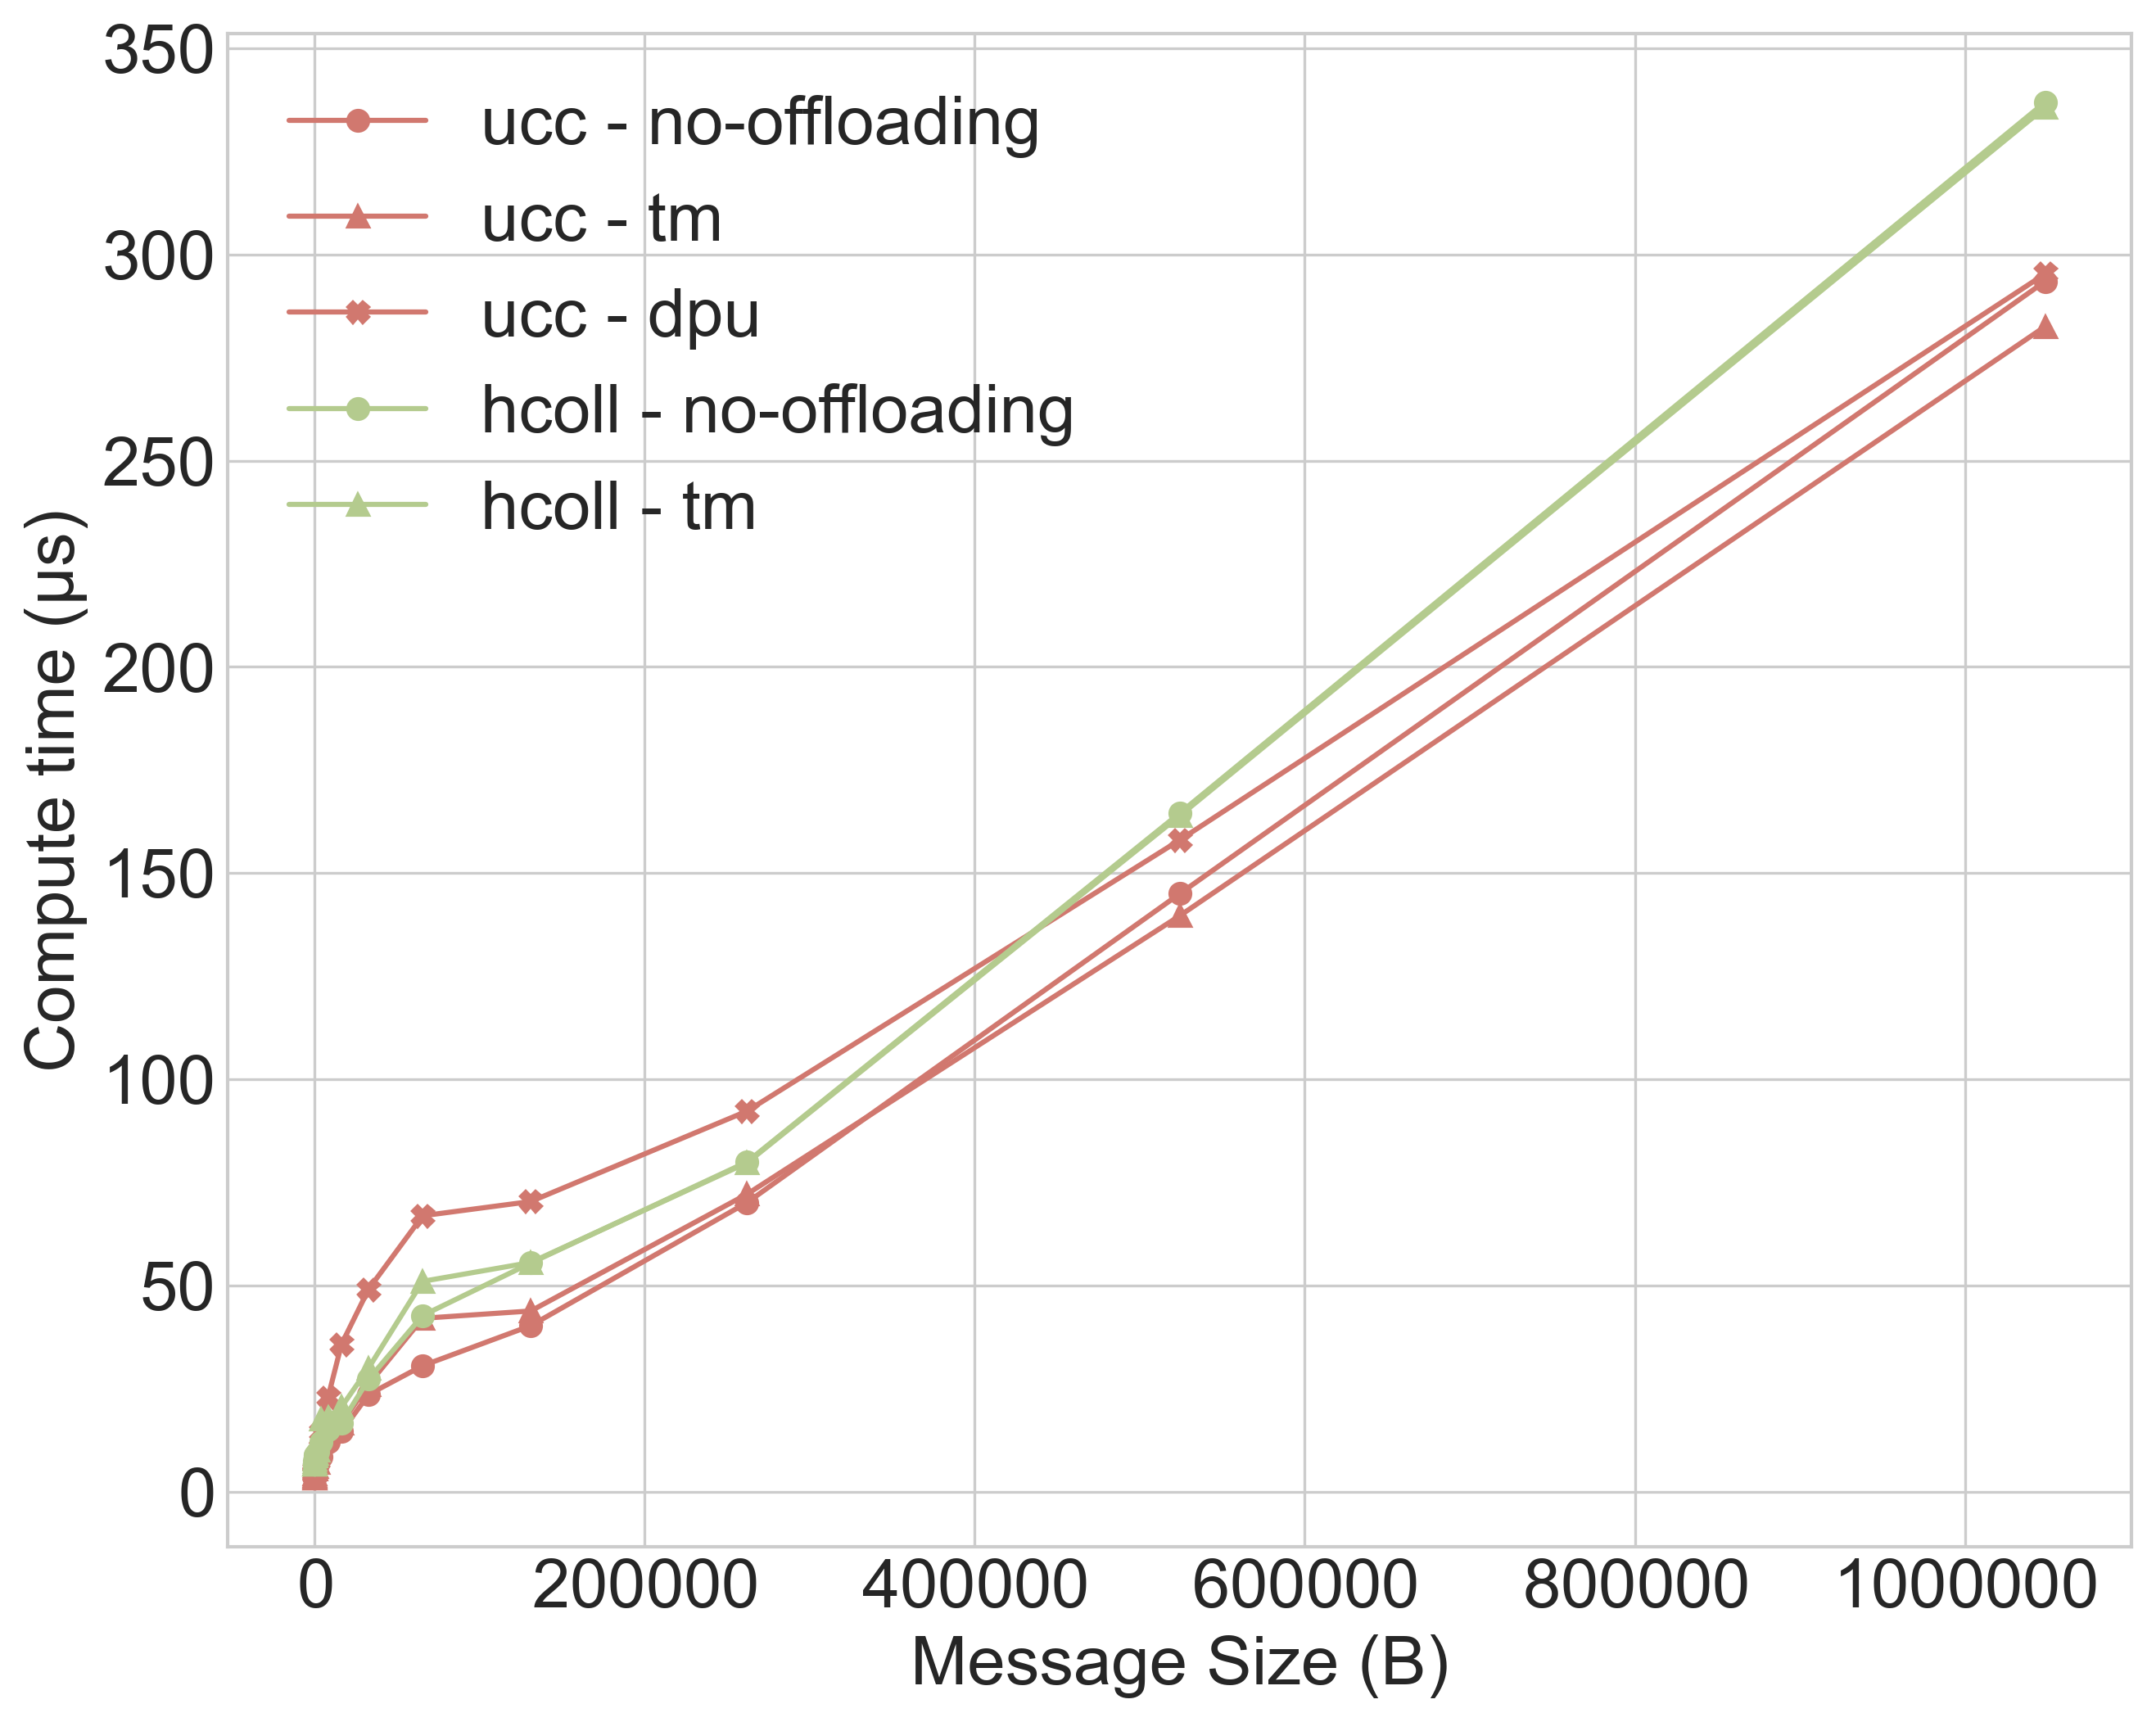 350
300
250
200
150
100
50
0
Compute time (µs)
ucc - no-offloading
ucc - tm
ucc - dpu
hcoll - no-offloading
hcoll - tm
0 200000 400000 600000 800000 1000000
Message Size (B)